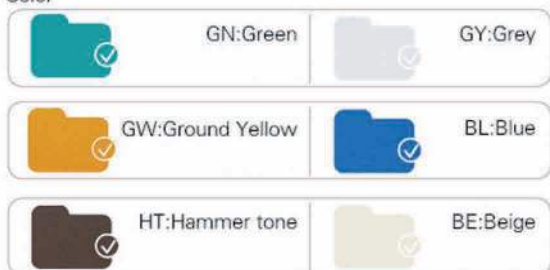 GN:Green
GY:Grey
GW:Ground Yellow
BL:Blue
HT:Hammer tone
BE:Beige